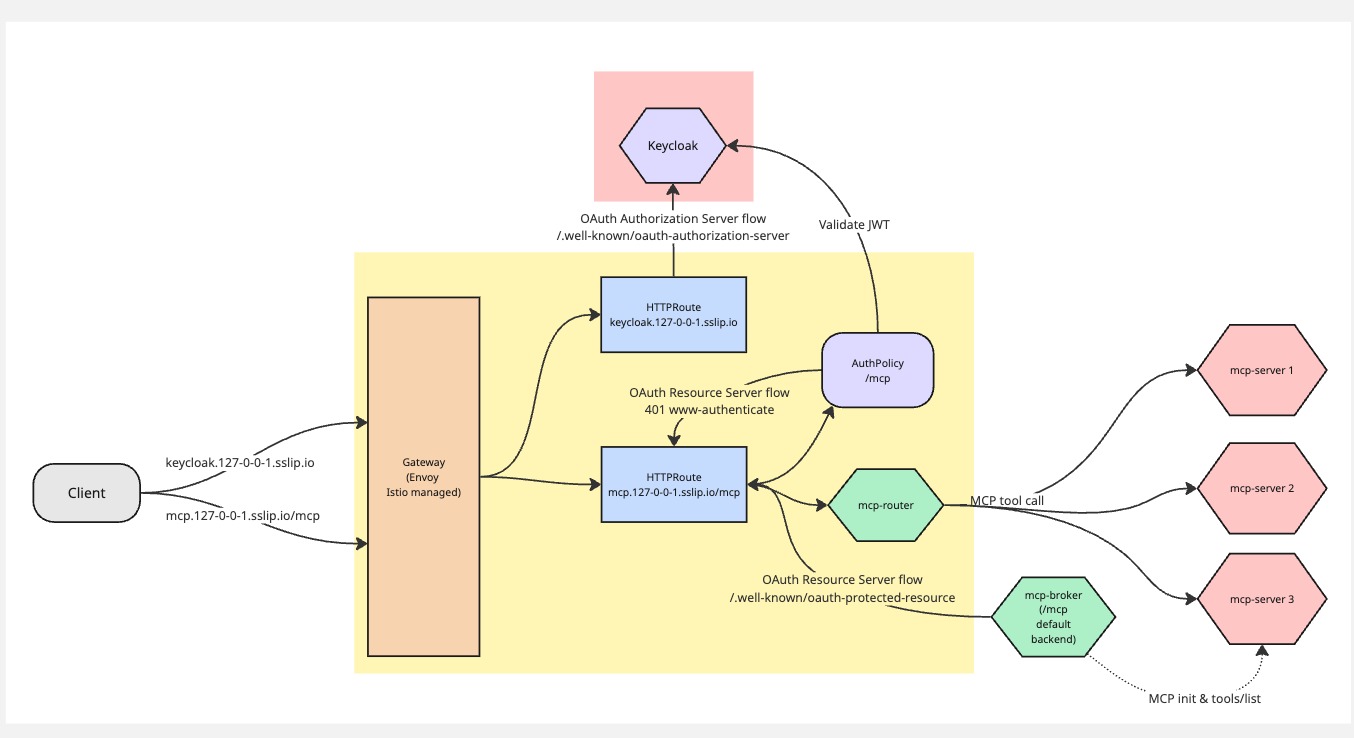 Keycloak
OAuth Authorization Server flow
/.well-known/oauth-authorization-server
Validate JWT
HTTPRoute
keycloak.127-0-0-1.sslip.io
AuthPolicy
/mcp
OAuth Resource Server flow
401 www-authenticate
Client
keycloak.127-0-0-1.sslip.io
mcp.127-0-0-1.sslip.io/mcp
Gateway
(Envoy
Istio managed)
HTTPRoute
mcp.127-0-0-1.sslip.io/mcp
mcp-router
MCP tool call
mcp-server 1
mcp-server 2
mcp-server 3
OAuth Resource Server flow
/.well-known/oauth-protected-resource
mcp-broker
(/mcp
default
backend)
MCP init & tools/list